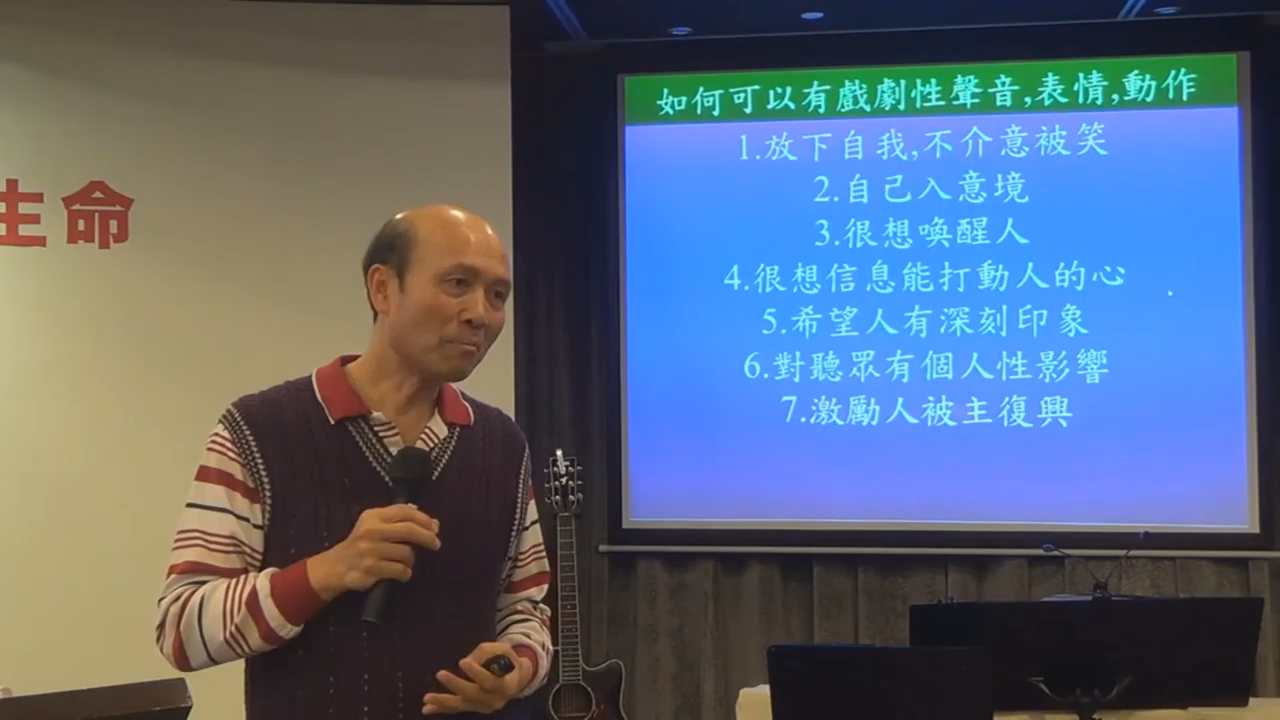 生命
如何可以有戲劇性聲音,表情,動作
1.放下自我,不介意被笑
2.自己入意境
3.很想喚醒人
4.很想信息能打動人的心
5.希望人有深刻印象
6.對聽眾有個人性影響
7.激勵人被主復興